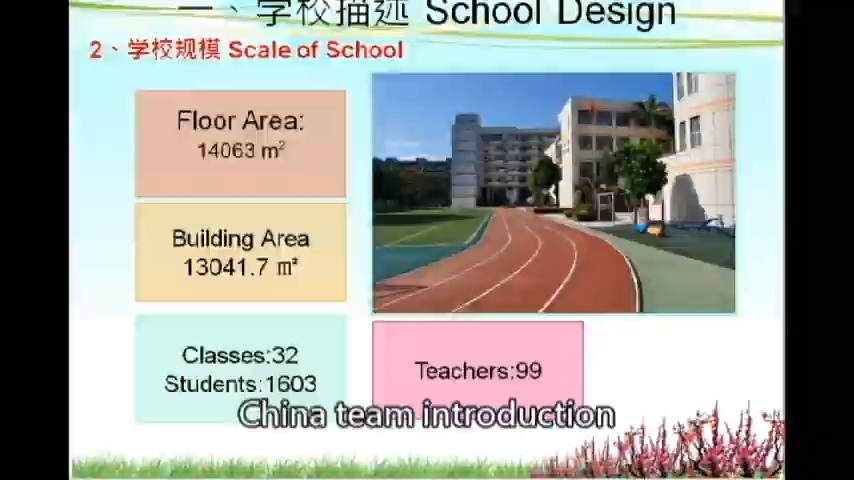 一、学校描述 School Design
2、学校规模 Scale of School
Floor Area:
14063 m²
Building Area
13041.7 ㎡
Classes:32
Students:1603
Teachers:99
China team introduction